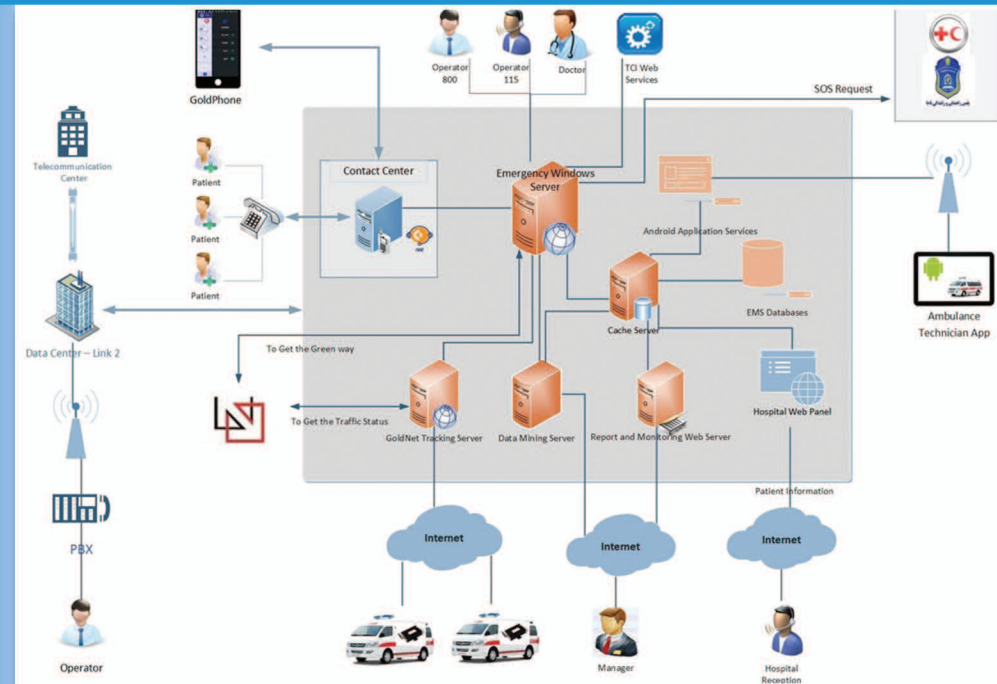 GoldPhone
Operator
800
Operator
115
Doctor
TCI Web
Services
SOS Request
Telecommunication
Center
Patient
Patient
Patient
Contact Center
Emergency Windows
Server
Android Application Services
Ambulance
Technician App
Cache Server
EMS Databases
Data Center – Link 2
To Get the Green way
To Get the Traffic Status
GoldNet Tracking Server
Data Mining Server
Report and Monitoring Web Server
Hospital Web Panel
Patient Information
PBX
Internet
Internet
Internet
Operator
Manager
Hospital
Reception